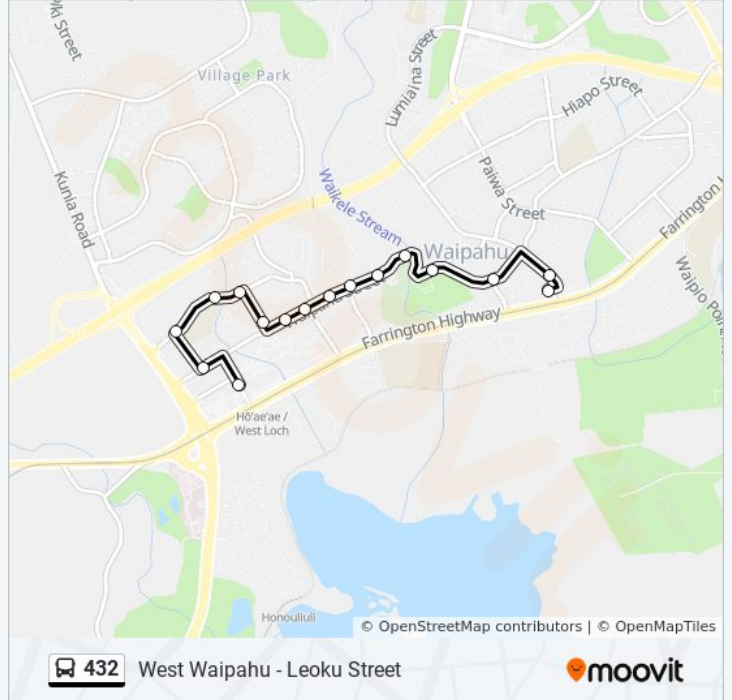 Village Park
Lumiaina Street
Hiapo Street
Kunia Road
Paiwa Street
Waikele Stream
Waipahu
Farrington
Farrington Highway
Hō'ae'ae /
West Loch
Honouliuli
© OpenStreetMap contributors | © OpenMapTiles
432 West Waipahu - Leoku Street
moovit